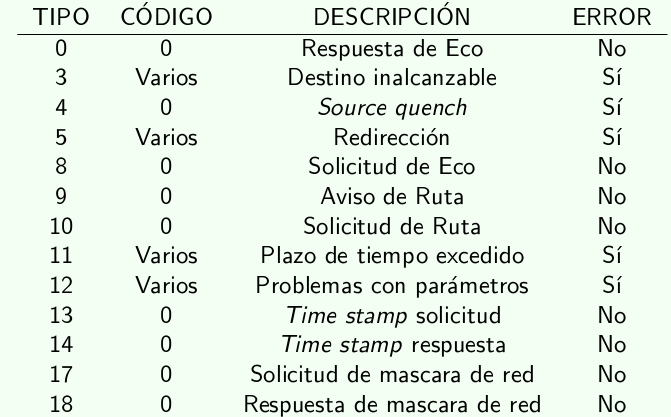 TIPO CÓDIGO DESCRIPCIÓN ERROR
0 0 Respuesta de Eco No
3 Varios Destino inalcanzable Sí
4 0 Source quench Sí
5 Varios Redirección Sí
8 0 Solicitud de Eco No
9 0 Aviso de Ruta No
10 0 Solicitud de Ruta No
11 Varios Plazo de tiempo excedido Sí
12 Varios Problemas con parámetros Sí
13 0 Time stamp solicitud No
14 0 Time stamp respuesta No
17 0 Solicitud de mascara de red No
18 0 Respuesta de mascara de red No